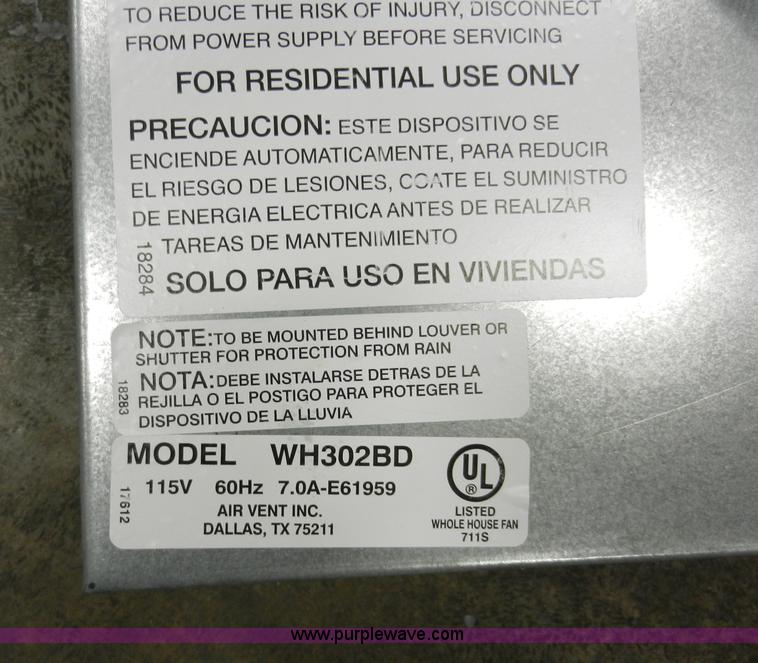 TO REDUCE THE RISK OF INJURY, DISCONNECT
FROM POWER SUPPLY BEFORE SERVICING
FOR RESIDENTIAL USE ONLY
PRECAUCION: ESTE DISPOSITIVO SE
ENCIENDE AUTOMATICAMENTE, PARA REDUCIR
EL RIESGO DE LESIONES, CCATE EL SUMINISTRO
DE ENERGIA ELECTRICA ANTES DE REALIZAR
TAREAS DE MANTENIMIENTO
SOLO PARA USO EN VIVIENDAS
18284
NOTE: TO BE MOUNTED BEHIND LOUVER OR
SHUTTER FOR PROTECTION FROM RAIN
NOTA: DEBE INSTALARSE DETRAS DE LA
REJILLA O EL POSTIGO PARA PROTEGER EL
DISPOSITIVO DE LA LLUVIA
18283
MODEL WH302BD
115V 60Hz 7.0A-E61959
AIR VENT INC.
DALLAS, TX 75211
17612
UL
®
LISTED
WHOLE HOUSE FAN
711S
www.purplewave.com